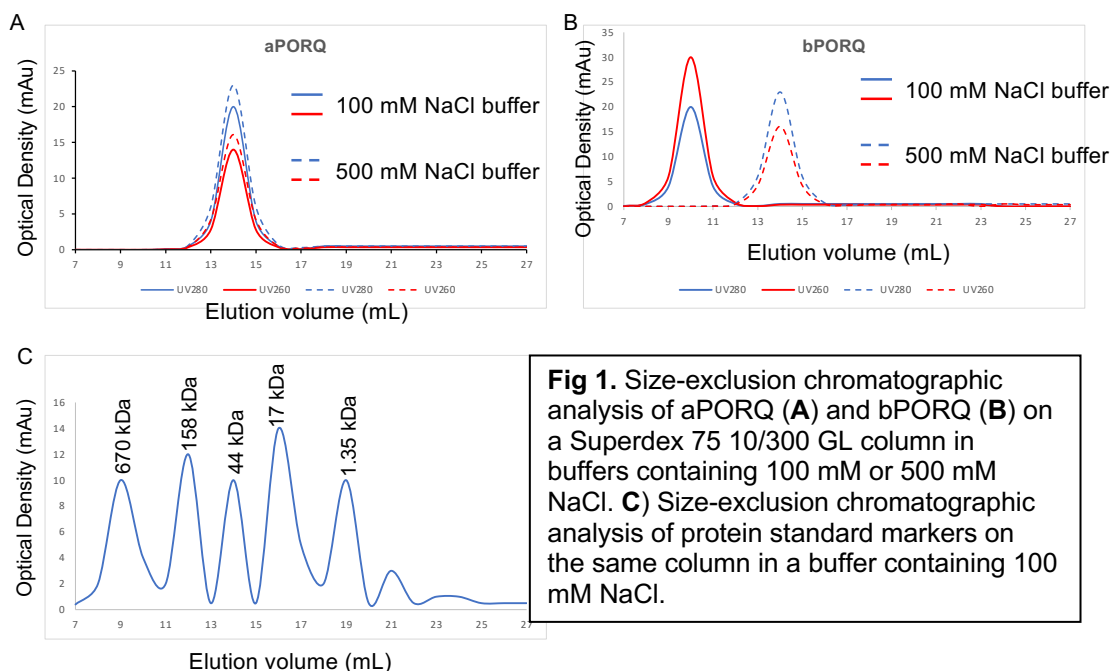 A
aPORQ
Optical Density (mAu)
25
20
15
10
5
0
7 9 11 13 15 17 19 21 23 25 27
100 mM NaCl buffer
500 mM NaCl buffer
UV280 UV260 UV280 UV260
Elution volume (mL)
B
bPORQ
Optical Density (mAu)
35
30
25
20
15
10
5
0
7 9 11 13 15 17 19 21 23 25 27
100 mM NaCl buffer
500 mM NaCl buffer
UV280 UV260 UV280 UV260
Elution volume (mL)
C
Optical Density (mAu)
16
14
12
10
8
6
4
2
0
670 kDa
158 kDa
44 kDa
17 kDa
1.35 kDa
7 9 11 13 15 17 19 21 23 25 27
Elution volume (mL)
Fig 1. Size-exclusion chromatographic
analysis of aPORQ (A) and bPORQ (B) on
a Superdex 75 10/300 GL column in
buffers containing 100 mM or 500 mM
NaCl. C) Size-exclusion chromatographic
analysis of protein standard markers on
the same column in a buffer containing 100
mM NaCl.